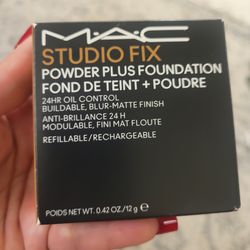 M·A·C
STUDIO FIX
POWDER PLUS FOUNDATION
FOND DE TEINT + POUDRE
24HR OIL CONTROL
BUILDABLE, BLUR-MATTE FINISH
ANTI-BRILLANCE 24 H
MODULABLE, FINI MAT FLOUTÉ
REFILLABLE/RECHARGEABLE
POIDS NET WT. 0.42 OZ./12 g ℮